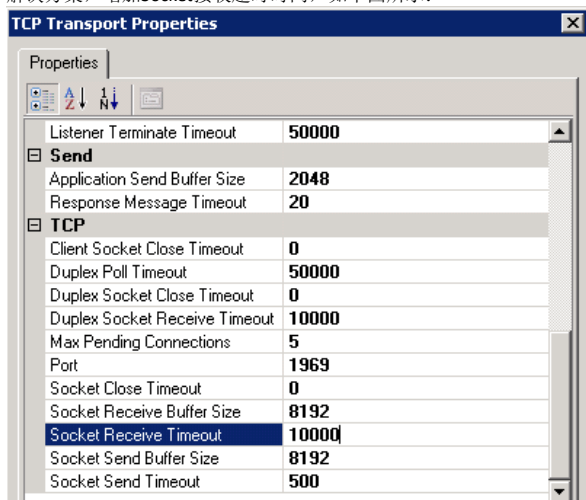 TCP Transport Properties
Properties
Listener Terminate Timeout 50000
Send
Application Send Buffer Size 2048
Response Message Timeout 20
TCP
Client Socket Close Timeout 0
Duplex Poll Timeout 50000
Duplex Socket Close Timeout 0
Duplex Socket Receive Timeout 10000
Max Pending Connections 5
Port 1969
Socket Close Timeout 0
Socket Receive Buffer Size 8192
Socket Receive Timeout 10000
Socket Send Buffer Size 8192
Socket Send Timeout 500